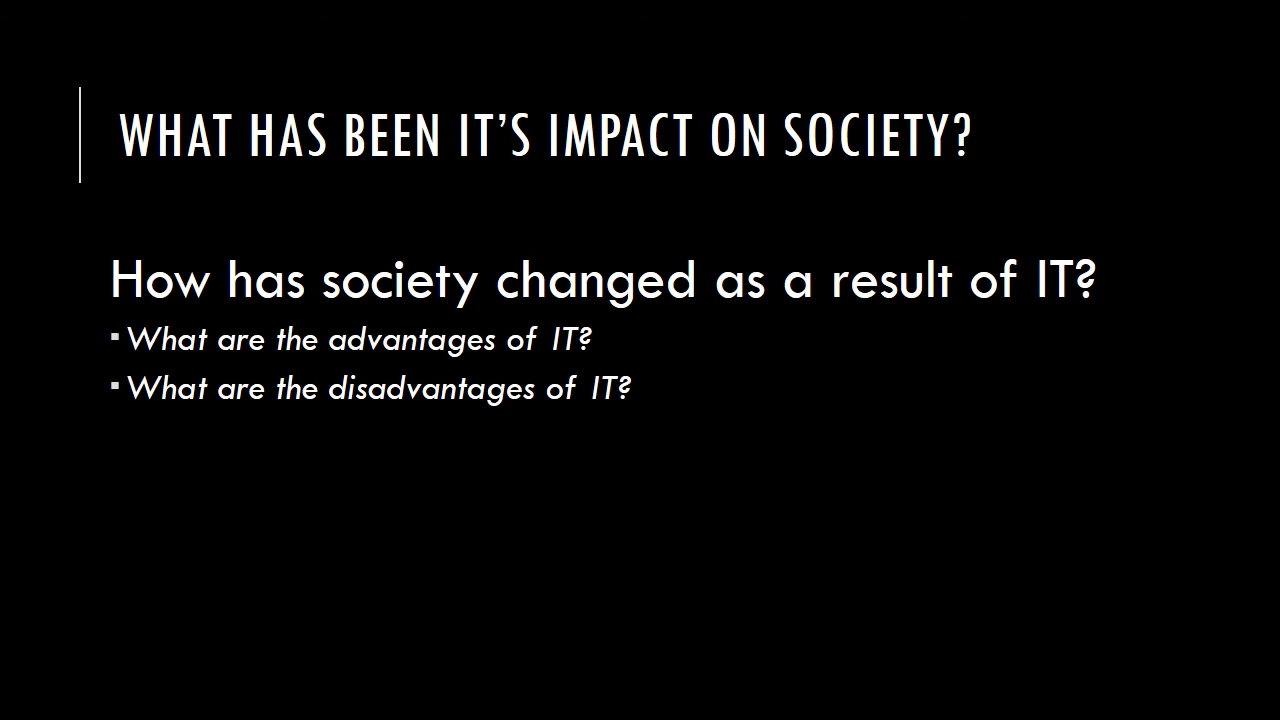 WHAT HAS BEEN IT’S IMPACT ON SOCIETY?
How has society changed as a result of IT?
▪ What are the advantages of IT?
▪ What are the disadvantages of IT?